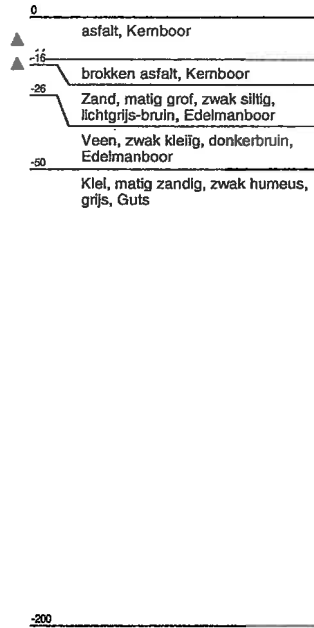 0
asfalt, Kernboor
-16
brokken asfalt, Kernboor
-26
Zand, matig grof, zwak siltig,
lichtgrijs-bruin, Edelmanboor
Veen, zwak kleiïg, donkerbruin,
Edelmanboor
-50
Klei, matig zandig, zwak humeus,
grijs, Guts
-200